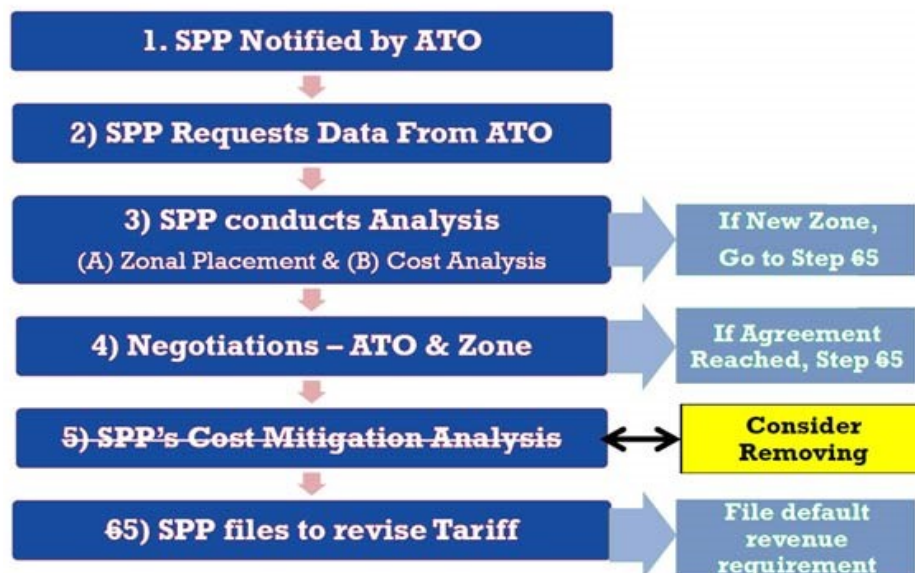 1. SPP Notified by ATO
2) SPP Requests Data From ATO
3) SPP conducts Analysis
(A) Zonal Placement & (B) Cost Analysis
If New Zone,
Go to Step 65
4) Negotiations – ATO & Zone
If Agreement
Reached, Step 65
5) SPP's Cost Mitigation Analysis
Consider
Removing
65) SPP files to revise Tariff
File default
revenue
requirement